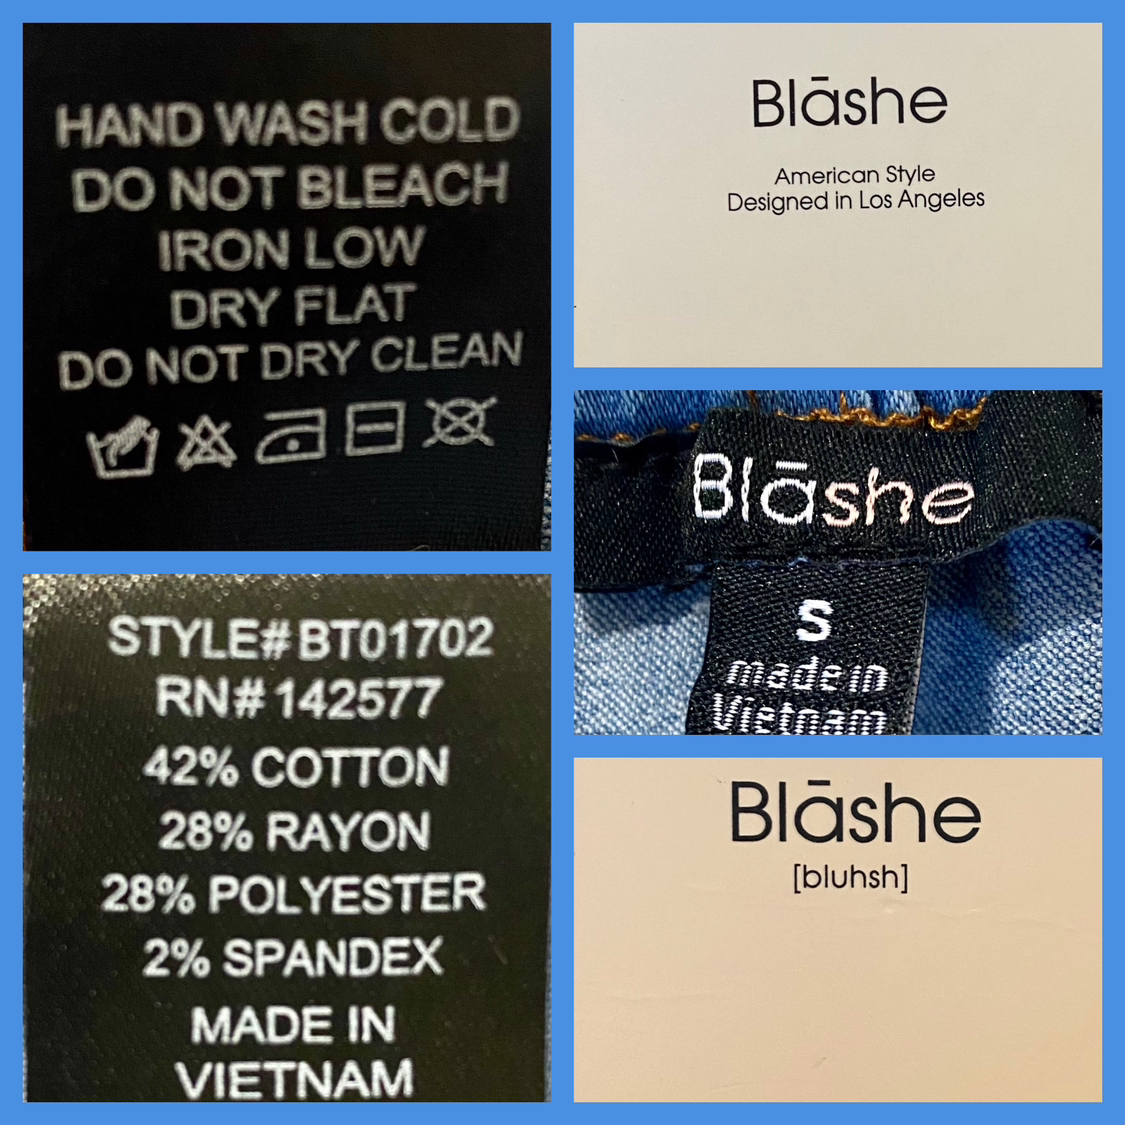 HAND WASH COLD
DO NOT BLEACH
IRON LOW
DRY FLAT
DO NOT DRY CLEAN
STYLE# BT01702
RN# 142577
42% COTTON
28% RAYON
28% POLYESTER
2% SPANDEX
MADE IN
VIETNAM
Blāshe
American Style
Designed in Los Angeles
Blāshe
S
made in
Vietnam
Blāshe
[bluhsh]